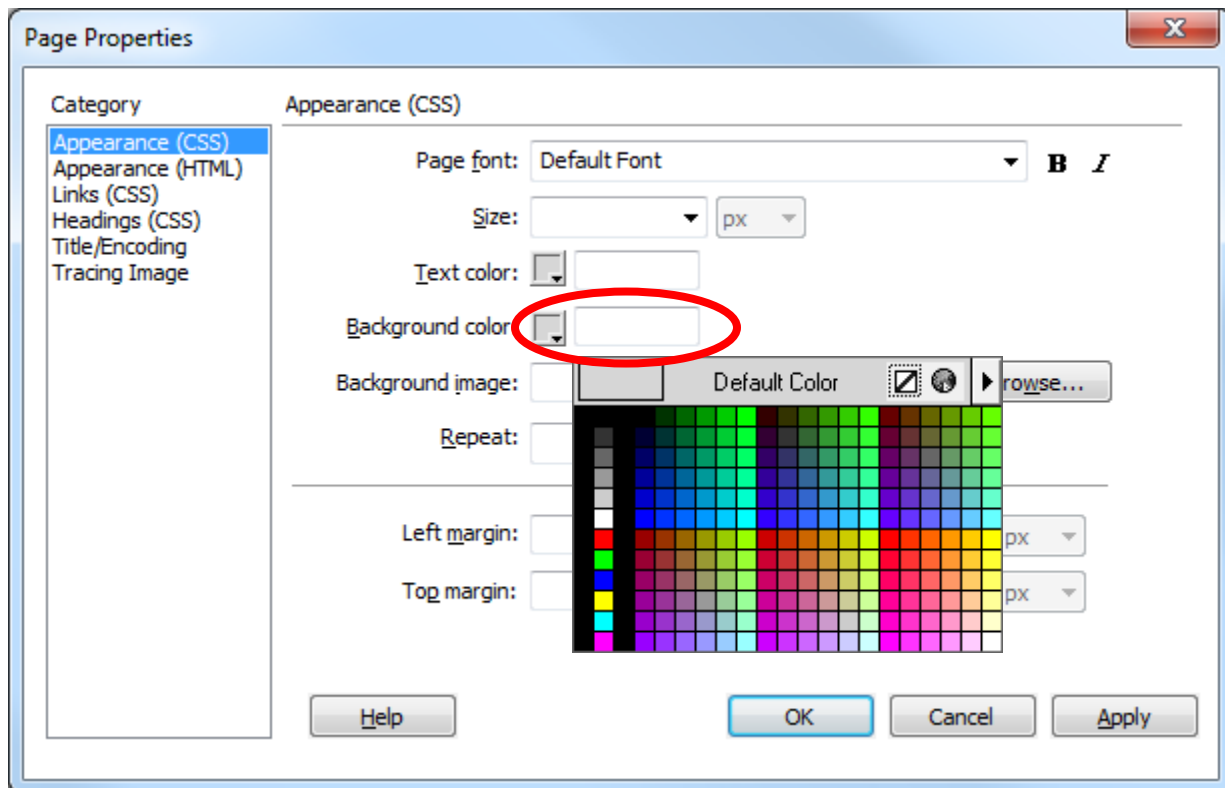 Page Properties
Category
Appearance (CSS)
Appearance (HTML)
Links (CSS)
Headings (CSS)
Title/Encoding
Tracing Image
Appearance (CSS)
Page font: Default Font B I
Size: px
Text color:
Background color
Default Color
Background image: rowse...
Repeat:
Left margin: px
Top margin: px
Help OK Cancel Apply